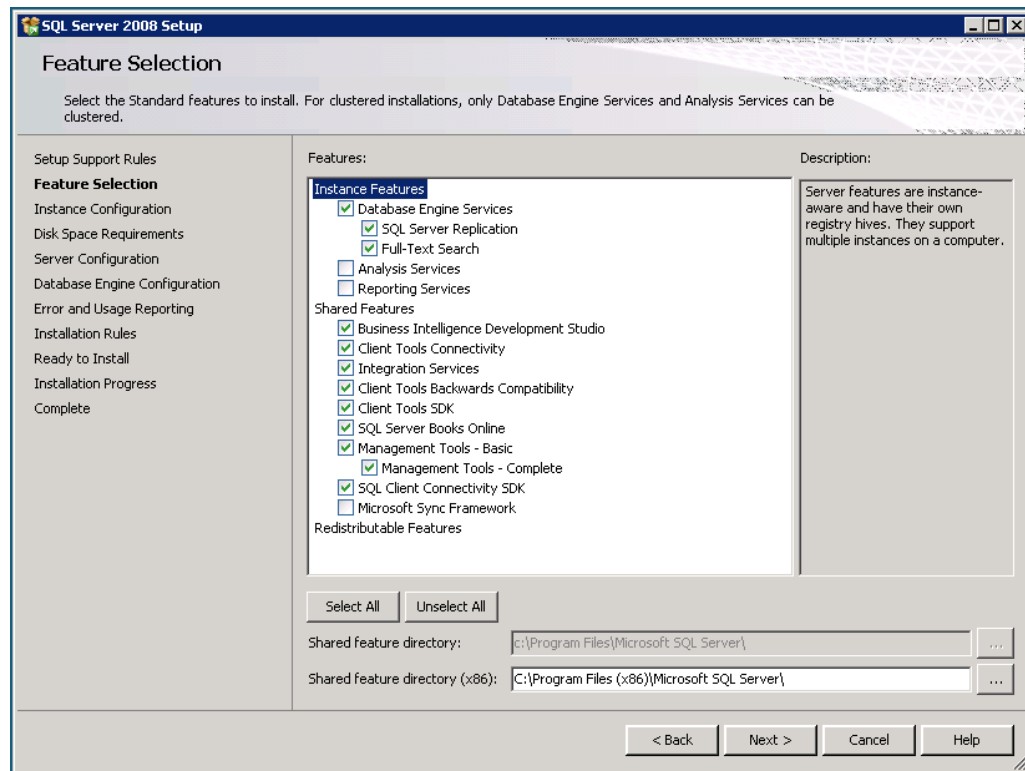 SQL Server 2008 Setup
Feature Selection
Select the Standard features to install. For clustered installations, only Database Engine Services and Analysis Services can be
clustered.
Setup Support Rules
Feature Selection
Instance Configuration
Disk Space Requirements
Server Configuration
Database Engine Configuration
Error and Usage Reporting
Installation Rules
Ready to Install
Installation Progress
Complete
Features:
Instance Features
Database Engine Services
SQL Server Replication
Full-Text Search
Analysis Services
Reporting Services
Shared Features
Business Intelligence Development Studio
Client Tools Connectivity
Integration Services
Client Tools Backwards Compatibility
Client Tools SDK
SQL Server Books Online
Management Tools - Basic
Management Tools - Complete
SQL Client Connectivity SDK
Microsoft Sync Framework
Redistributable Features
Description:
Server features are instance-
aware and have their own
registry hives. They support
multiple instances on a computer.
Select All
Unselect All
Shared feature directory:
c:\Program Files\Microsoft SQL Server\
...
Shared feature directory (x86):
C:\Program Files (x86)\Microsoft SQL Server\
...
< Back
Next >
Cancel
Help